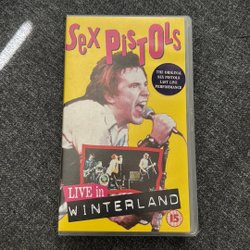 Sex PISTOLS
THE ORIGINAL
SEX PISTOLS
LAST LIVE
PERFORMANCE
LIVE in
WINTERLAND
15